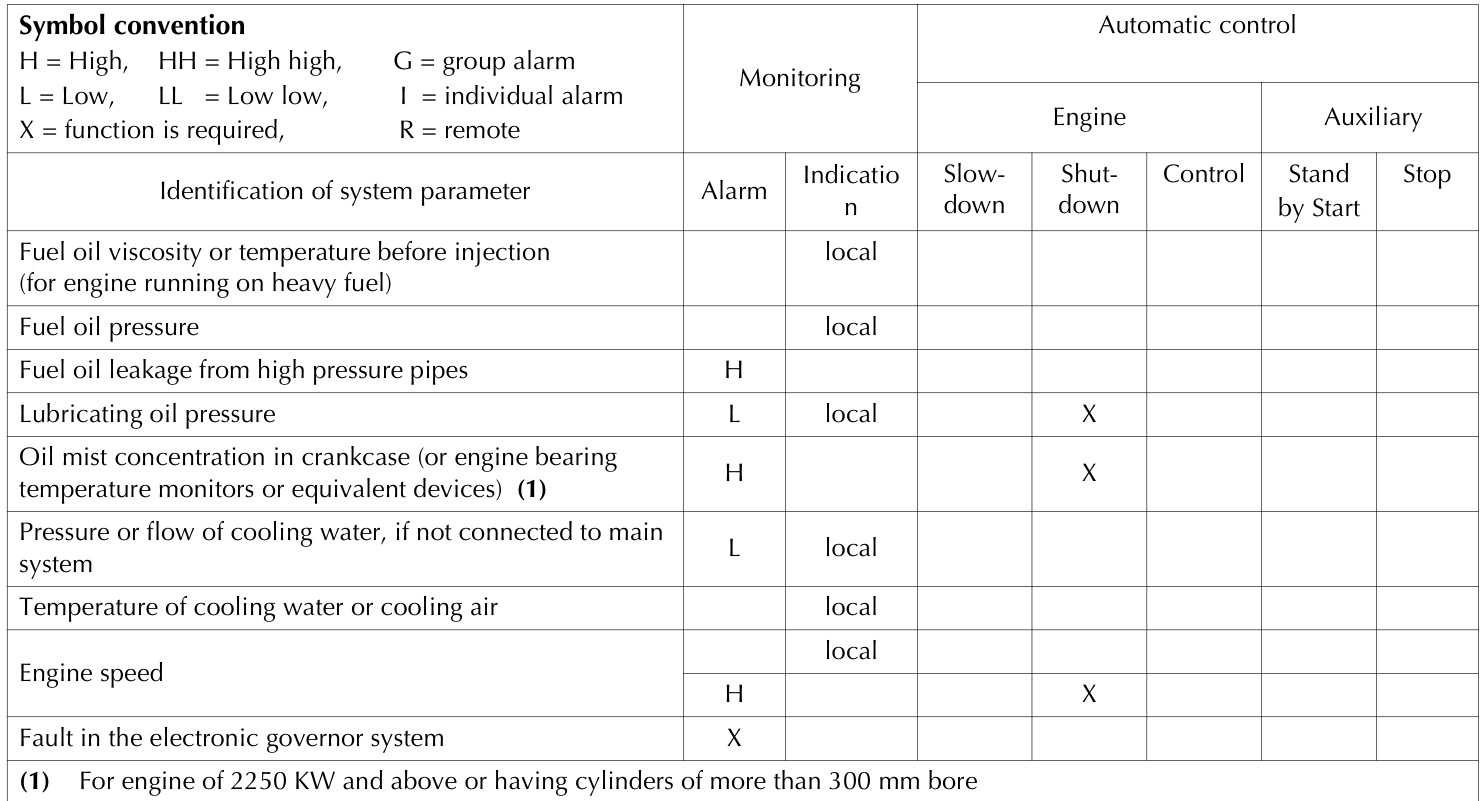 Symbol convention
H = High, HH = High high, G = group alarm
L = Low, LL = Low low, I = individual alarm
X = function is required, R = remote
Monitoring
Automatic control
Engine
Auxiliary
Identification of system parameter
Alarm
Indicatio
n
Slow-
down
Shut-
down
Control
Stand
by Start
Stop
Fuel oil viscosity or temperature before injection
(for engine running on heavy fuel)
local
Fuel oil pressure
local
Fuel oil leakage from high pressure pipes
H
Lubricating oil pressure
L
local
X
Oil mist concentration in crankcase (or engine bearing
temperature monitors or equivalent devices) (1)
H
X
Pressure or flow of cooling water, if not connected to main
system
L
local
Temperature of cooling water or cooling air
local
Engine speed
local
H
X
Fault in the electronic governor system
X
(1) For engine of 2250 KW and above or having cylinders of more than 300 mm bore